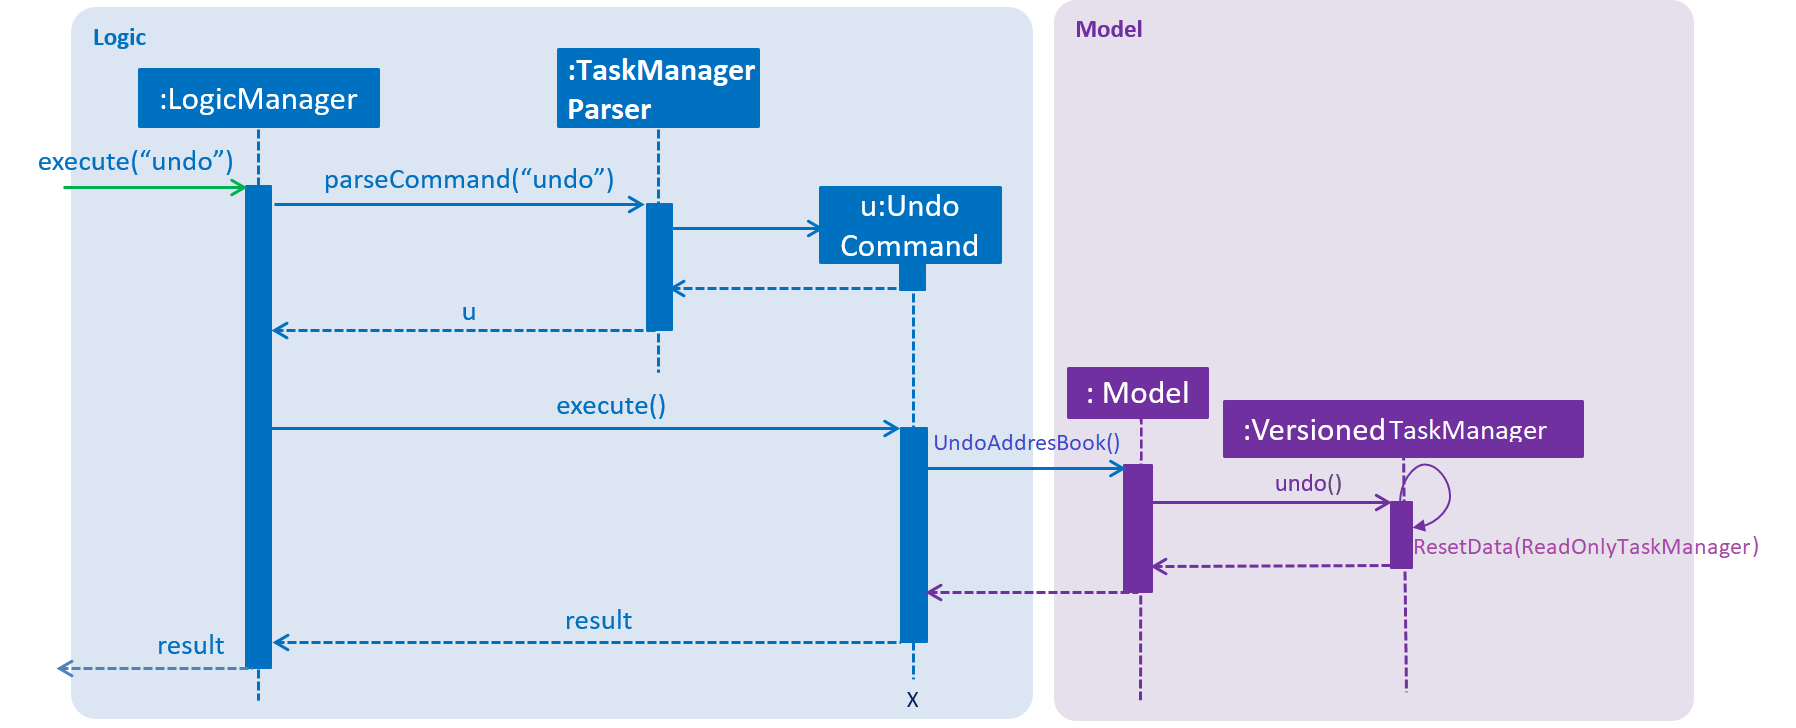 Logic
Model
:TaskManager
Parser
:LogicManager
execute(“undo”)
parseCommand(“undo”)
u:Undo
Command
u
: Model
execute()
:Versioned TaskManager
UndoAddresBook()
undo()
ResetData(ReadOnlyTaskManager)
result
result
X